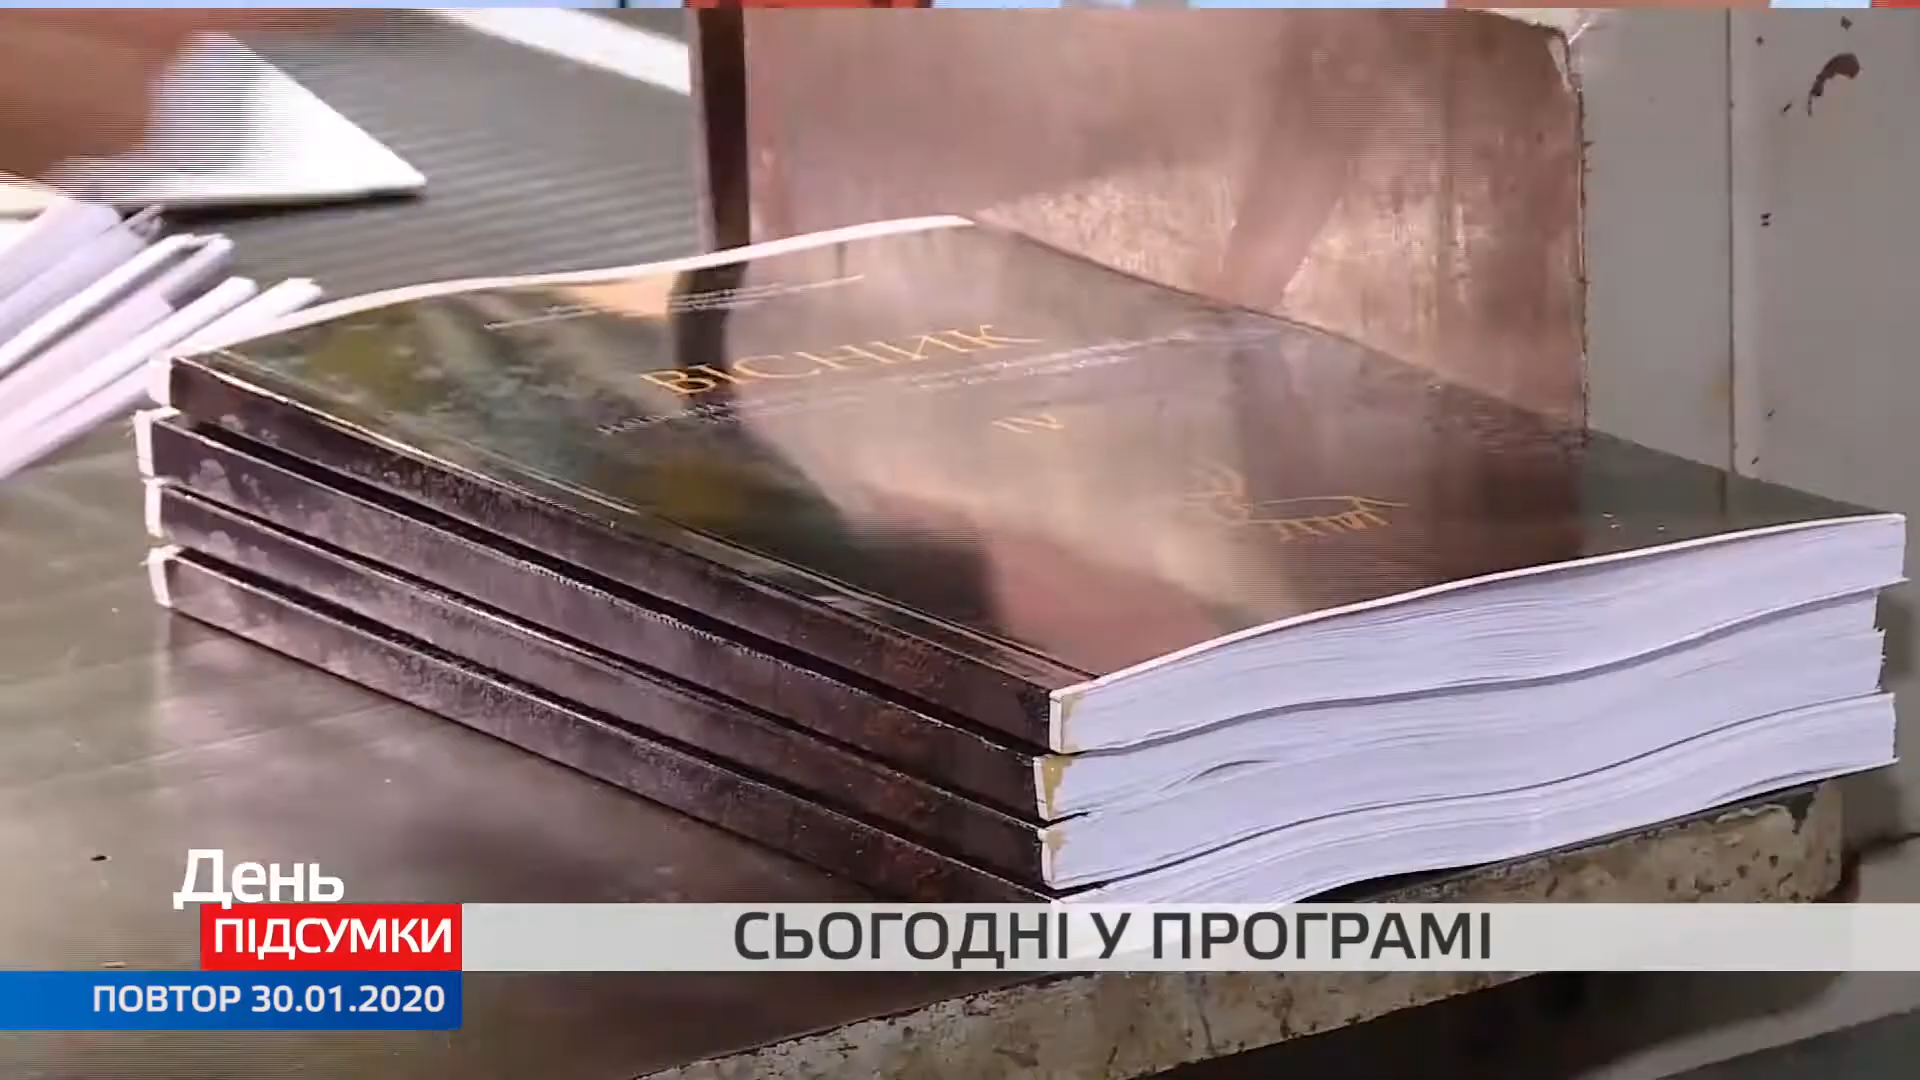 ВІСНИК
IV
День
ПІДСУМКИ
СЬОГОДНІ У ПРОГРАМІ
ПОВТОР 30.01.2020